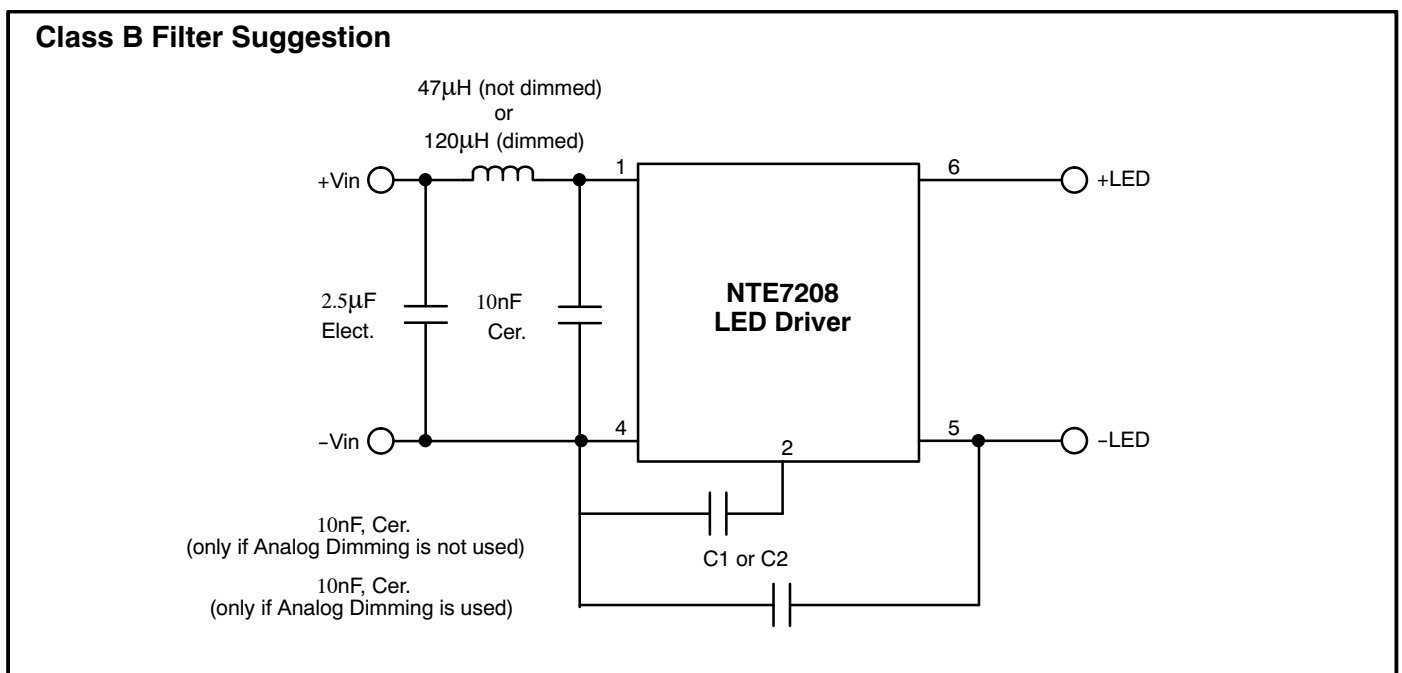 Class B Filter Suggestion
47μH (not dimmed)
or
120μH (dimmed)
+Vin
1
6
+LED
2.5μF
Elect.
10nF
Cer.
NTE7208
LED Driver
–Vin
4
2
5
–LED
10nF, Cer.
(only if Analog Dimming is not used)
C1 or C2
10nF, Cer.
(only if Analog Dimming is used)